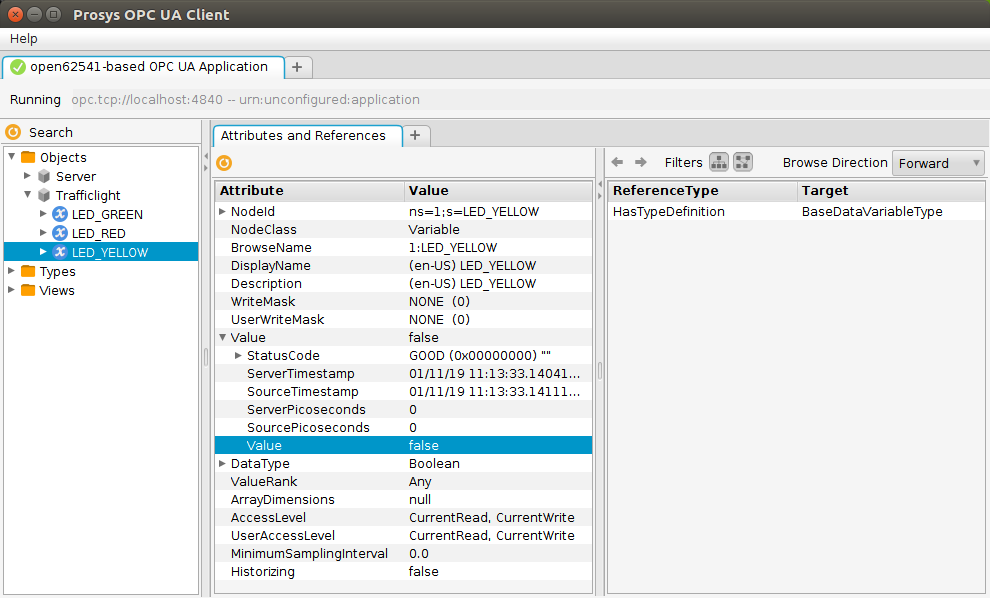 Prosys OPC UA Client
Help
open62541-based OPC UA Application
Running opc.tcp://localhost:4840 -- urn:unconfigured:application
Search
Objects
Server
Trafficlight
LED_GREEN
LED_RED
LED_YELLOW
Types
Views
Attributes and References
Attribute Value
NodeId ns=1;s=LED_YELLOW
NodeClass Variable
BrowseName 1:LED_YELLOW
DisplayName (en-US) LED_YELLOW
Description (en-US) LED_YELLOW
WriteMask NONE (0)
UserWriteMask NONE (0)
Value false
StatusCode GOOD (0x00000000) ""
ServerTimestamp 01/11/19 11:13:33.14041...
SourceTimestamp 01/11/19 11:13:33.14111...
ServerPicoseconds 0
SourcePicoseconds 0
Value false
DataType Boolean
ValueRank Any
ArrayDimensions null
AccessLevel CurrentRead, CurrentWrite
UserAccessLevel CurrentRead, CurrentWrite
MinimumSamplingInterval 0.0
Historizing false
Filters Browse Direction Forward
ReferenceType Target
HasTypeDefinition BaseDataVariableType